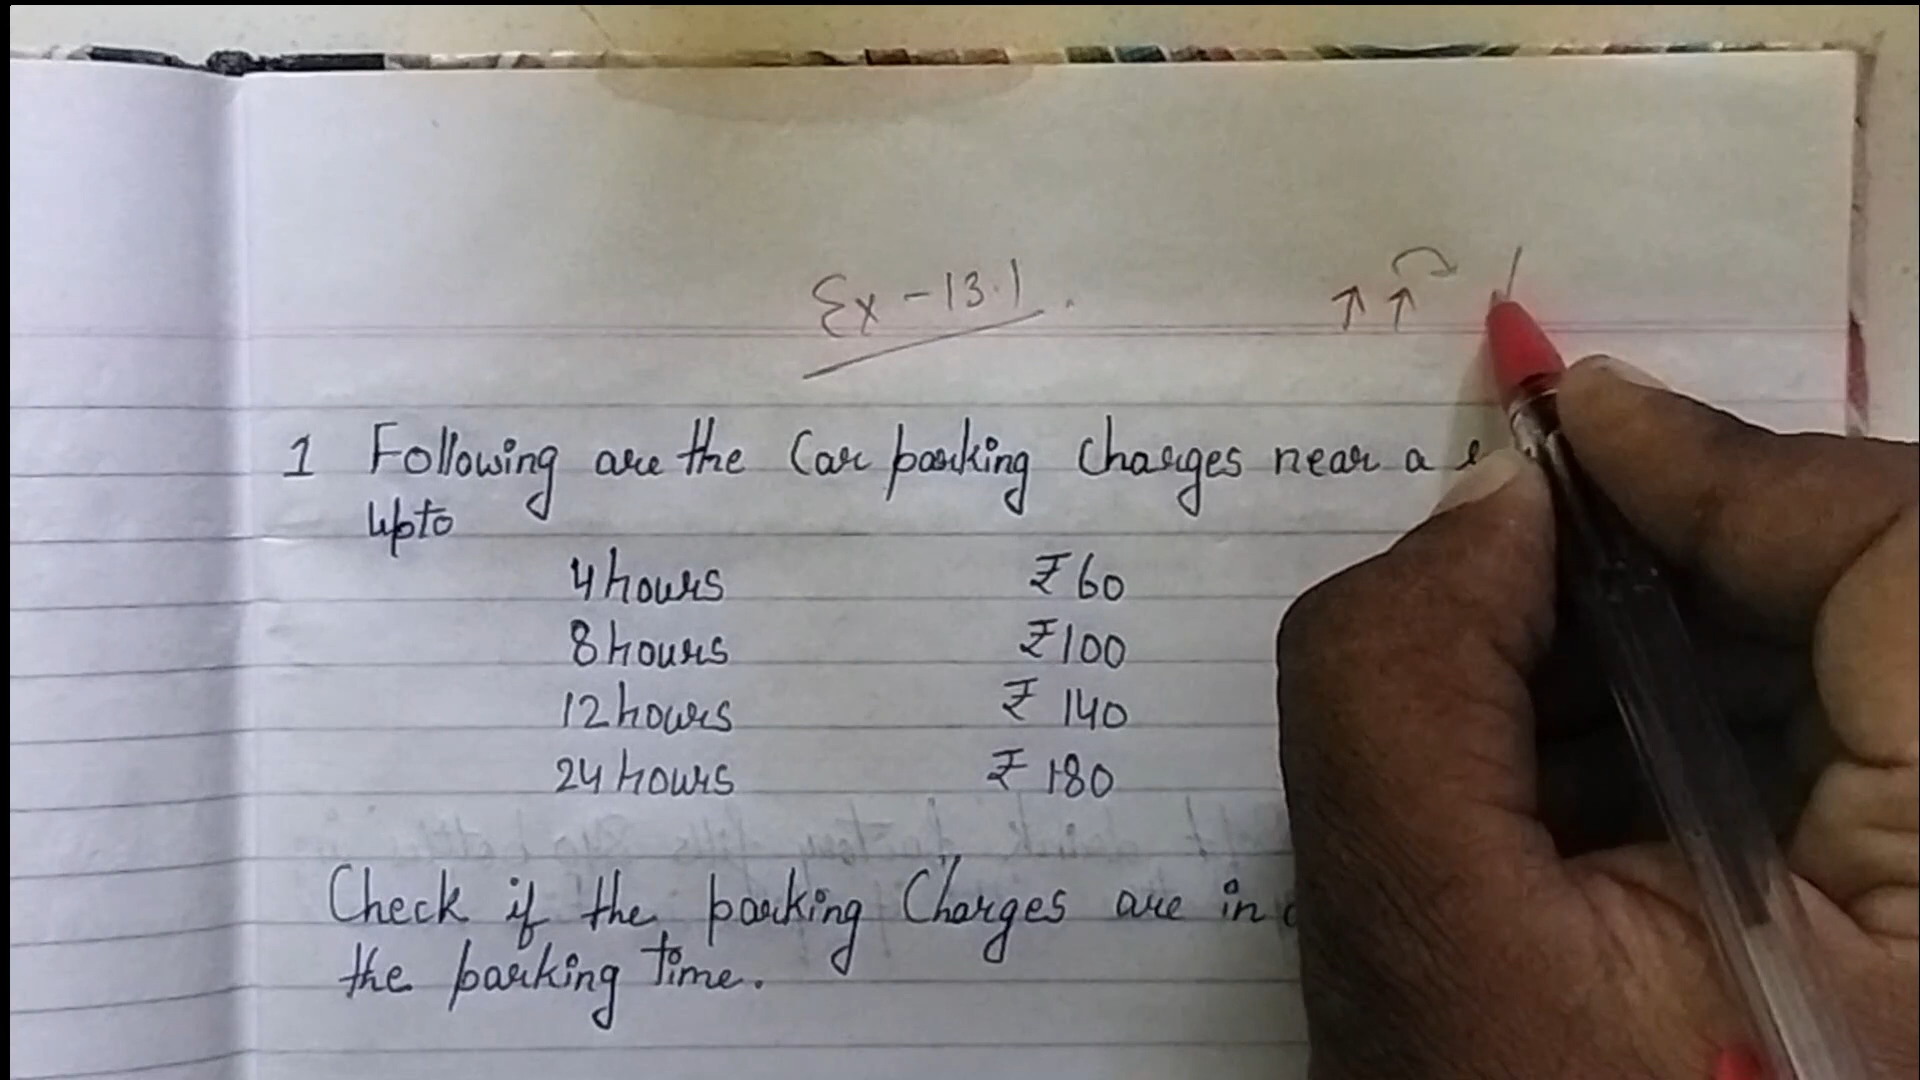 Ex - 13.1
1 Following are the Car parking Charges near a
upto
4 hours ₹ 60
8 hours ₹ 100
12 hours ₹ 140
24 hours ₹ 180
Check if the parking Charges are in
the parking Time.